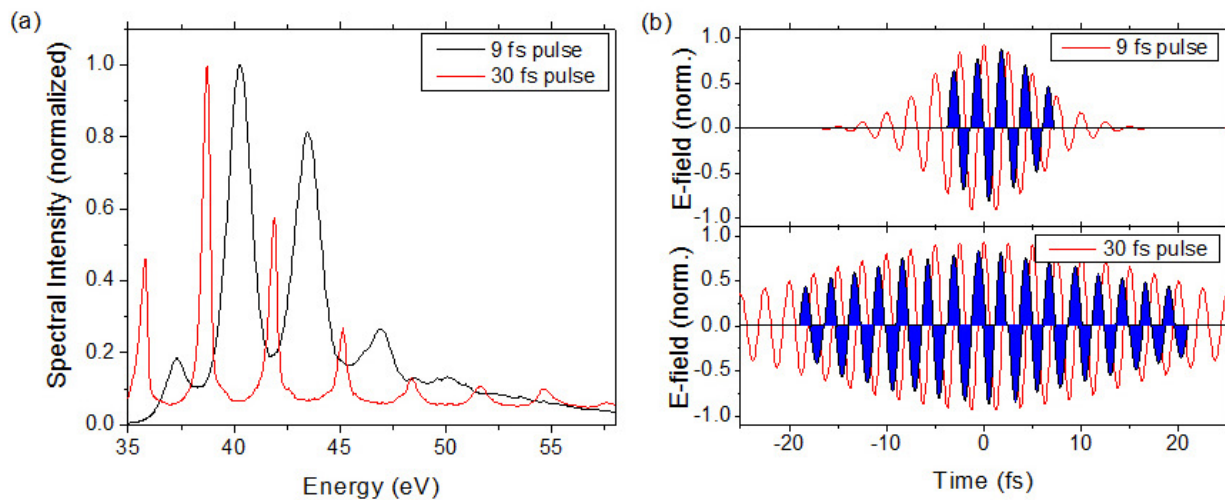 (a)
Spectral Intensity (normalized)
1.0
0.8
0.6
0.4
0.2
0.0
9 fs pulse
30 fs pulse
35
40
45
50
55
Energy (eV)
(b)
E-field (norm.)
1.0
0.5
0.0
-0.5
-1.0
9 fs pulse
E-field (norm.)
1.0
0.5
0.0
-0.5
-1.0
30 fs pulse
-20
-10
0
10
20
Time (fs)